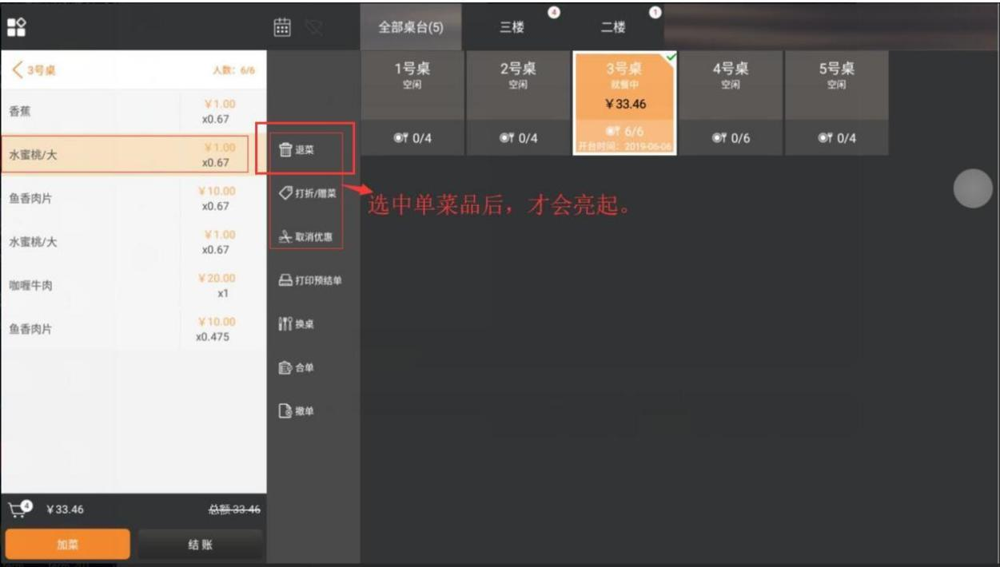 全部桌台(5)
三楼
4
二楼
1
3号桌
人数：6/6
香蕉
￥1.00
x0.67
水蜜桃/大
￥1.00
x0.67
鱼香肉片
￥10.00
x0.67
水蜜桃/大
￥1.00
x0.67
咖喱牛肉
￥20.00
x1
鱼香肉片
￥10.00
x0.475
4
￥33.46
总额 33.46
加菜
结账
退菜
打折/赠菜
取消优惠
打印预结单
换桌
合单
撤单
1号桌
空闲
0/4
2号桌
空闲
0/4
3号桌
就餐中
￥33.46
6/6
开台时间：2019-06-06
4号桌
空闲
0/6
5号桌
空闲
0/4
选中单菜品后，才会亮起。